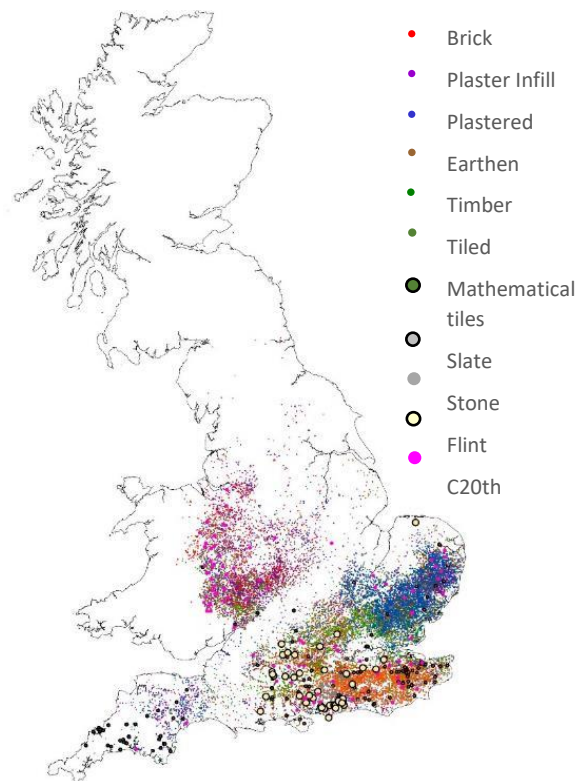 Brick
Plaster Infill
Plastered
Earthen
Timber
Tiled
Mathematical
tiles
Slate
Stone
Flint
C20th